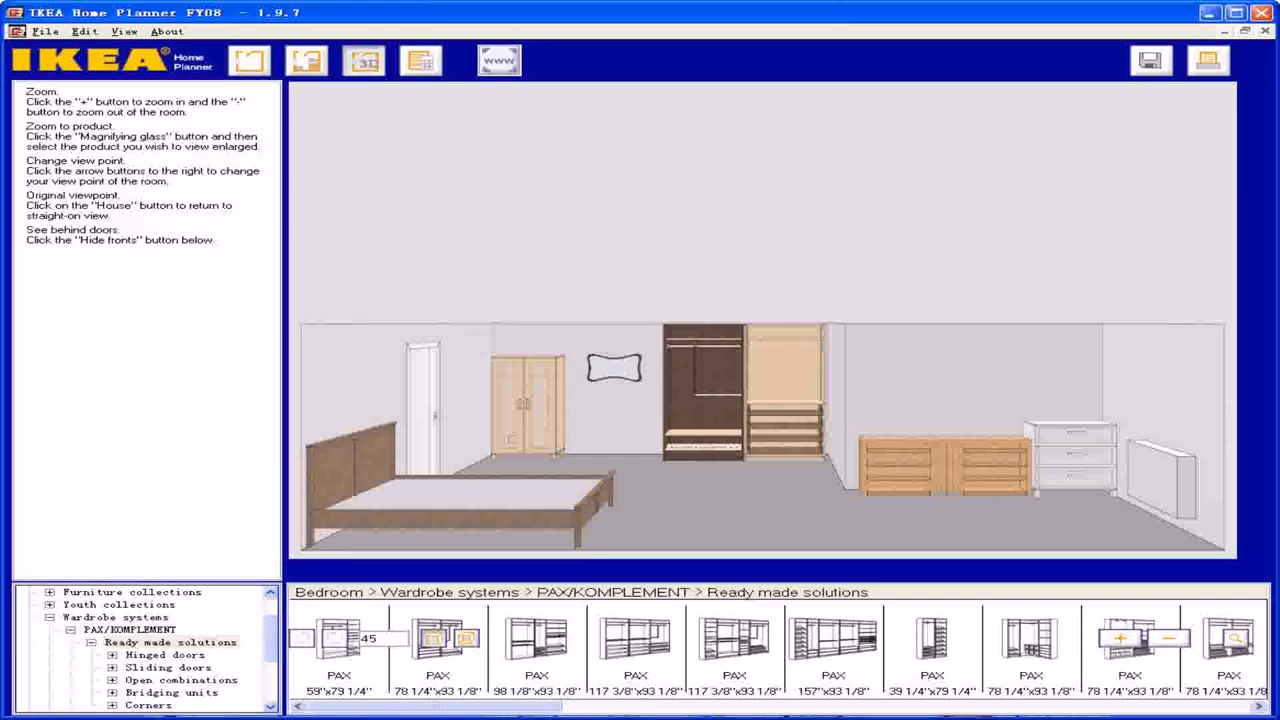 IKEA Home Planner FY08 - 1.9.7
File Edit View About
IKEA® Home Planner
3D
www
Zoom.
Click the "+" button to zoom in and the "-"
button to zoom out of the room.
Zoom to product.
Click the "Magnifying glass" button and then
select the product you wish to view enlarged.
Change view point.
Click the arrow buttons to the right to change
your view point of the room.
Original viewpoint.
Click on the "House" button to return to
straight-on view.
See behind doors.
Click the "Hide fronts" button below.
Furniture collections
Youth collections
Wardrobe systems
PAX/KOMPLEMENT
Ready made solutions
Hinged doors
Sliding doors
Open combinations
Bridging units
Corners
Bedroom > Wardrobe systems > PAX/KOMPLEMENT > Ready made solutions
45
PAX PAX PAX PAX PAX PAX PAX PAX PAX PAX
59"x79 1/4" 78 1/4"x93 1/8" 98 1/8"x93 1/8" 117 3/8"x93 1/8" 117 3/8"x93 1/8" 157"x93 1/8" 39 1/4"x79 1/4" 78 1/4"x93 1/8" 78 1/4"x93 1/8" 78 1/4"x93 1/8